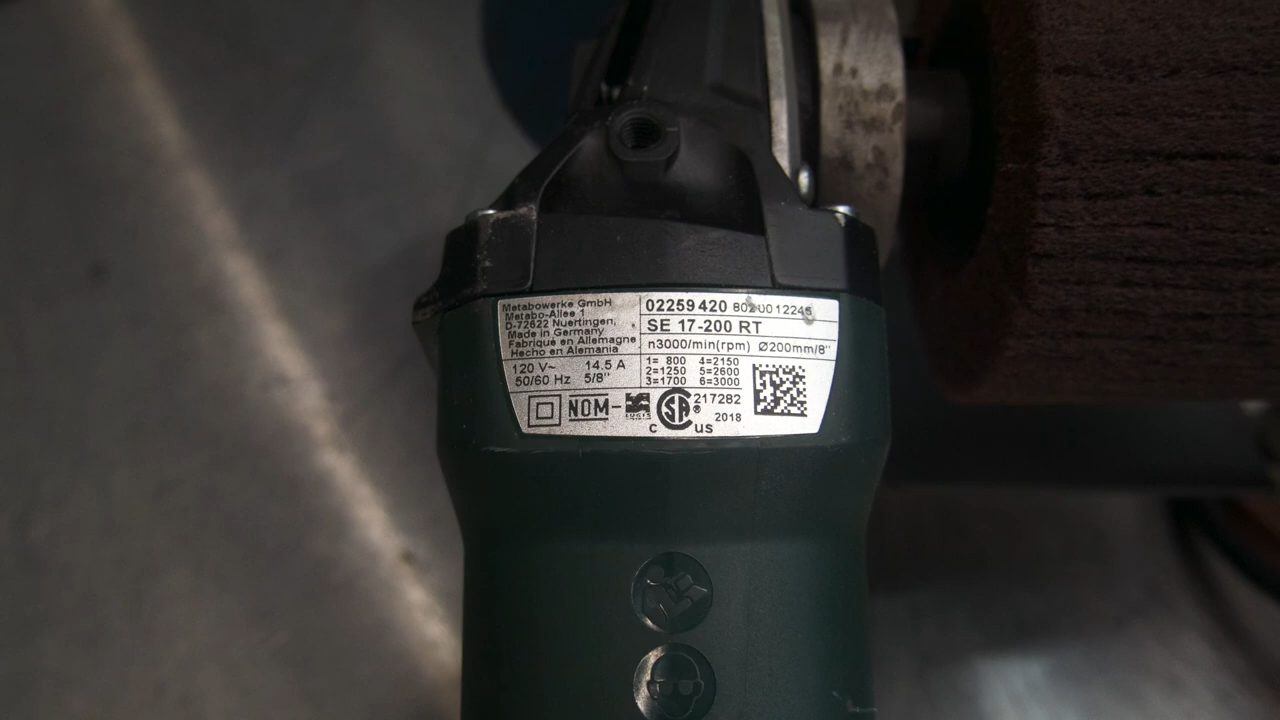 Metabowerke GmbH
Metabo-Allee 1
D-72622 Nuertingen,
Made in Germany
Fabriqué en Allemagne
Hecho en Alemania
02259420 8020012245
SE 17-200 RT
n3000/min(rpm) Ø200mm/8"
120 V~ 14.5 A
50/60 Hz 5/8"
1= 800 4=2150
2=1250 5=2600
3=1700 6=3000
NOM-
SA ® 217282
2018
C US